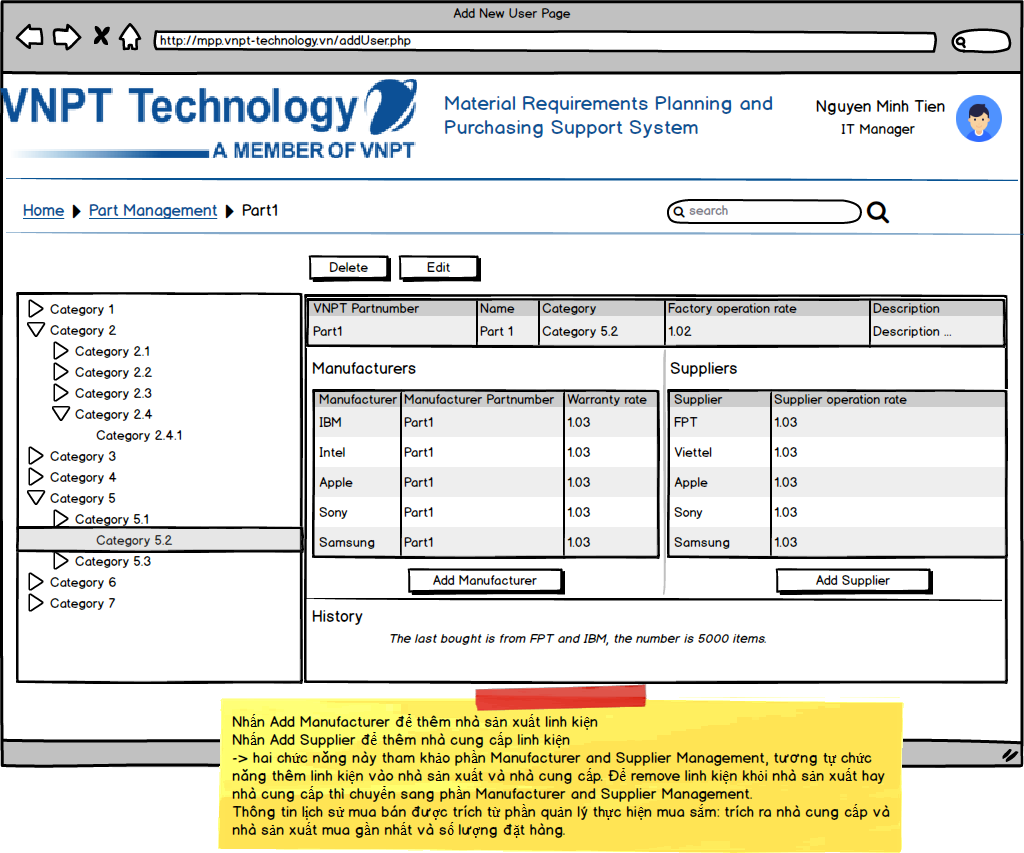 Add New User Page
http://mpp.vnpt-technology.vn/addUser.php
VNPT Technology
A MEMBER OF VNPT
Material Requirements Planning and
Purchasing Support System
Nguyen Minh Tien
IT Manager
Home Part Management Part1
search
Delete Edit
Category 1
Category 2
Category 2.1
Category 2.2
Category 2.3
Category 2.4
Category 2.4.1
Category 3
Category 4
Category 5
Category 5.1
Category 5.2
Category 5.3
Category 6
Category 7
VNPT Partnumber Name Category Factory operation rate Description
Part1 Part 1 Category 5.2 1.02 Description ...
Manufacturers
Manufacturer Manufacturer Partnumber Warranty rate
IBM Part1 1.03
Intel Part1 1.03
Apple Part1 1.03
Sony Part1 1.03
Samsung Part1 1.03
Add Manufacturer
Suppliers
Supplier Supplier operation rate
FPT 1.03
Viettel 1.03
Apple 1.03
Sony 1.03
Samsung 1.03
Add Supplier
History
The last bought is from FPT and IBM, the number is 5000 items.
Nhấn Add Manufacturer để thêm nhà sản xuất linh kiện
Nhấn Add Supplier để thêm nhà cung cấp linh kiện
-> hai chức năng này tham khảo phần Manufacturer and Supplier Management, tương tự chức
năng thêm linh kiện vào nhà sản xuất và nhà cung cấp. Để remove linh kiện khỏi nhà sản xuất hay
nhà cung cấp thì chuyển sang phần Manufacturer and Supplier Management.
Thông tin lịch sử mua bán được trích từ phần quản lý thực hiện mua sắm: trích ra nhà cung cấp và
nhà sản xuất mua gần nhất và số lượng đặt hàng.